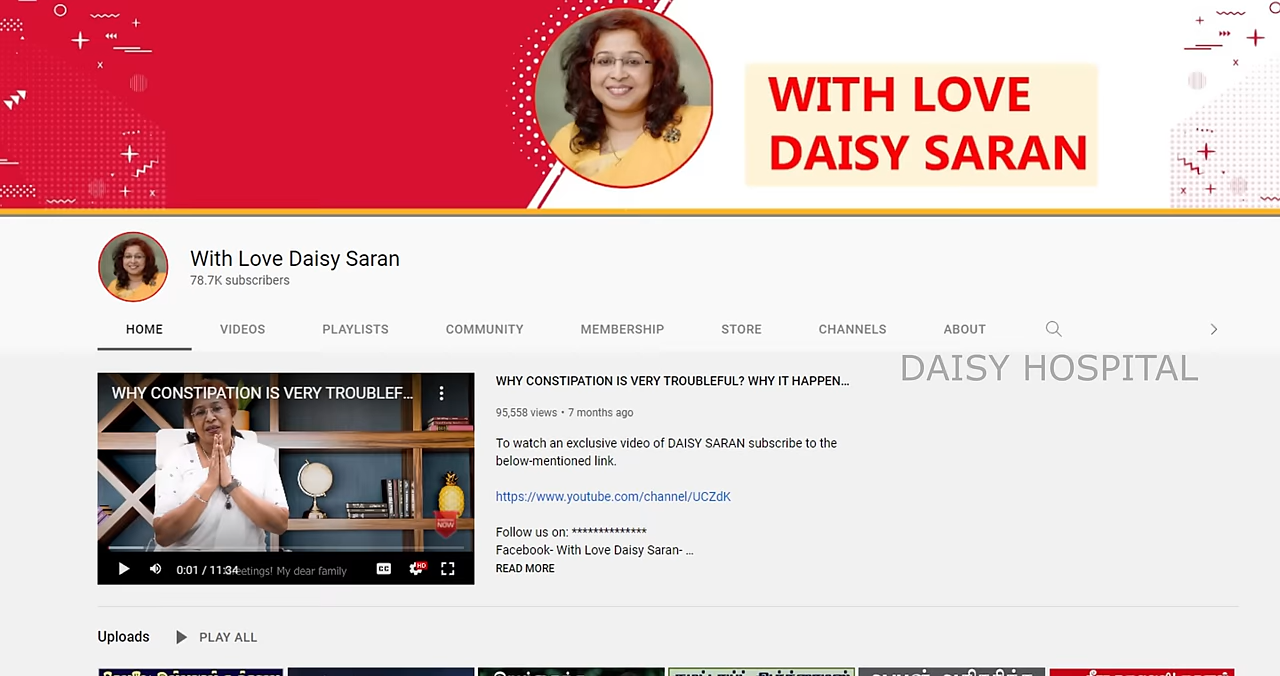 WITH LOVE
DAISY SARAN
With Love Daisy Saran
78.7K subscribers
HOME VIDEOS PLAYLISTS COMMUNITY MEMBERSHIP STORE CHANNELS ABOUT
DAISY HOSPITAL
WHY CONSTIPATION IS VERY TROUBLEF...
NOW
0:01 / 11:34
eetings! My dear family
CC
HD
WHY CONSTIPATION IS VERY TROUBLEFUL? WHY IT HAPPEN...
95,558 views • 7 months ago
To watch an exclusive video of DAISY SARAN subscribe to the
below-mentioned link.
https://www.youtube.com/channel/UCZdK
Follow us on: **************
Facebook- With Love Daisy Saran- ...
READ MORE
Uploads PLAY ALL